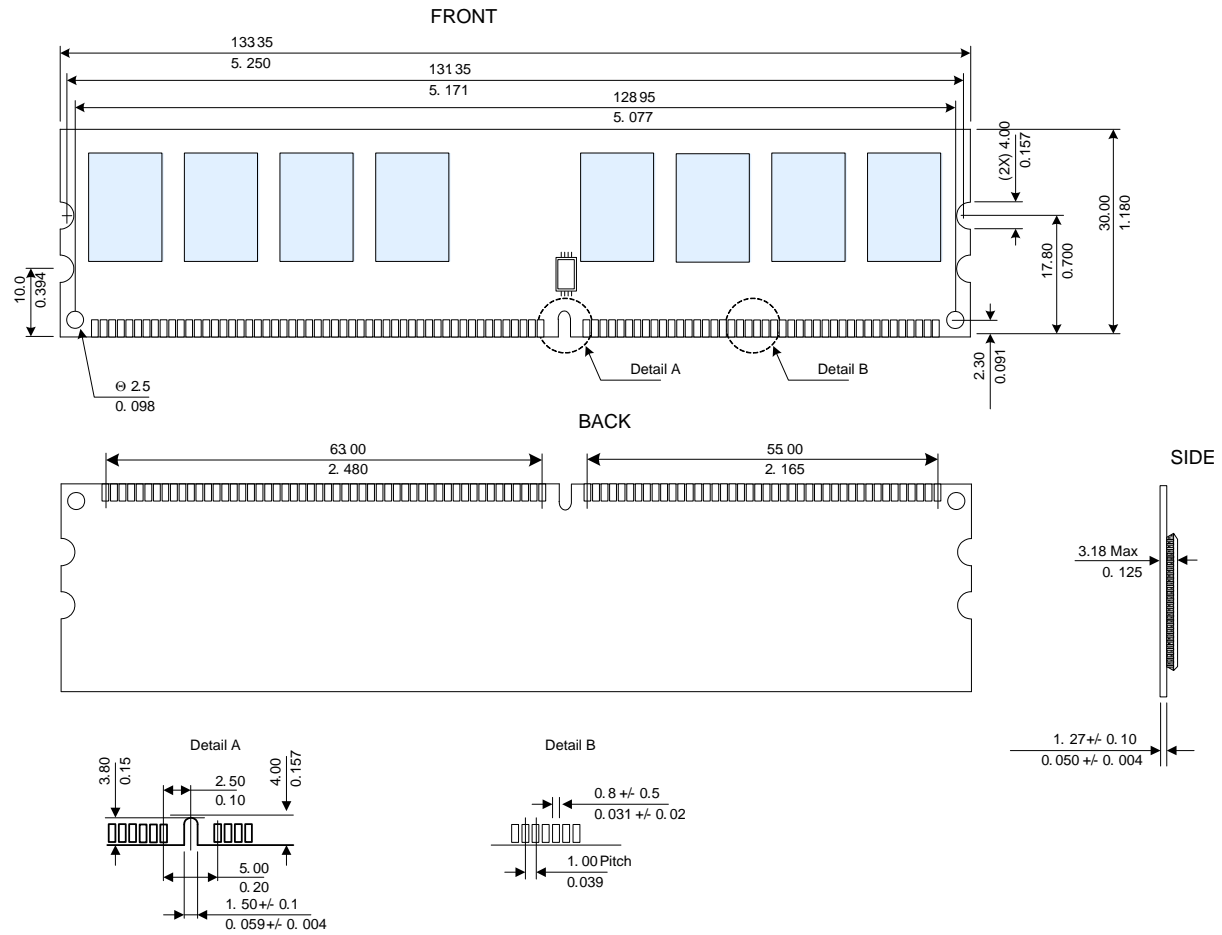 FRONT
133 35
5. 250
131 35
5. 171
128 95
5. 077
(2X) 4.00
0.157
30.00
1.180
17.80
0.700
10.0
0.394
2.30
0.091
Detail A
Detail B
Θ 2.5
0. 098
BACK
63. 00
2. 480
55. 00
2. 165
SIDE
3.18 Max
0. 125
1. 27+/- 0. 10
0. 050 +/- 0. 004
Detail A
3.80
0.15
2. 50
0. 10
4.00
0.157
5. 00
0. 20
1. 50+/- 0.1
0. 059+/- 0. 004
Detail B
0. 8 +/- 0. 5
0. 031 +/- 0. 02
1. 00 Pitch
0. 039